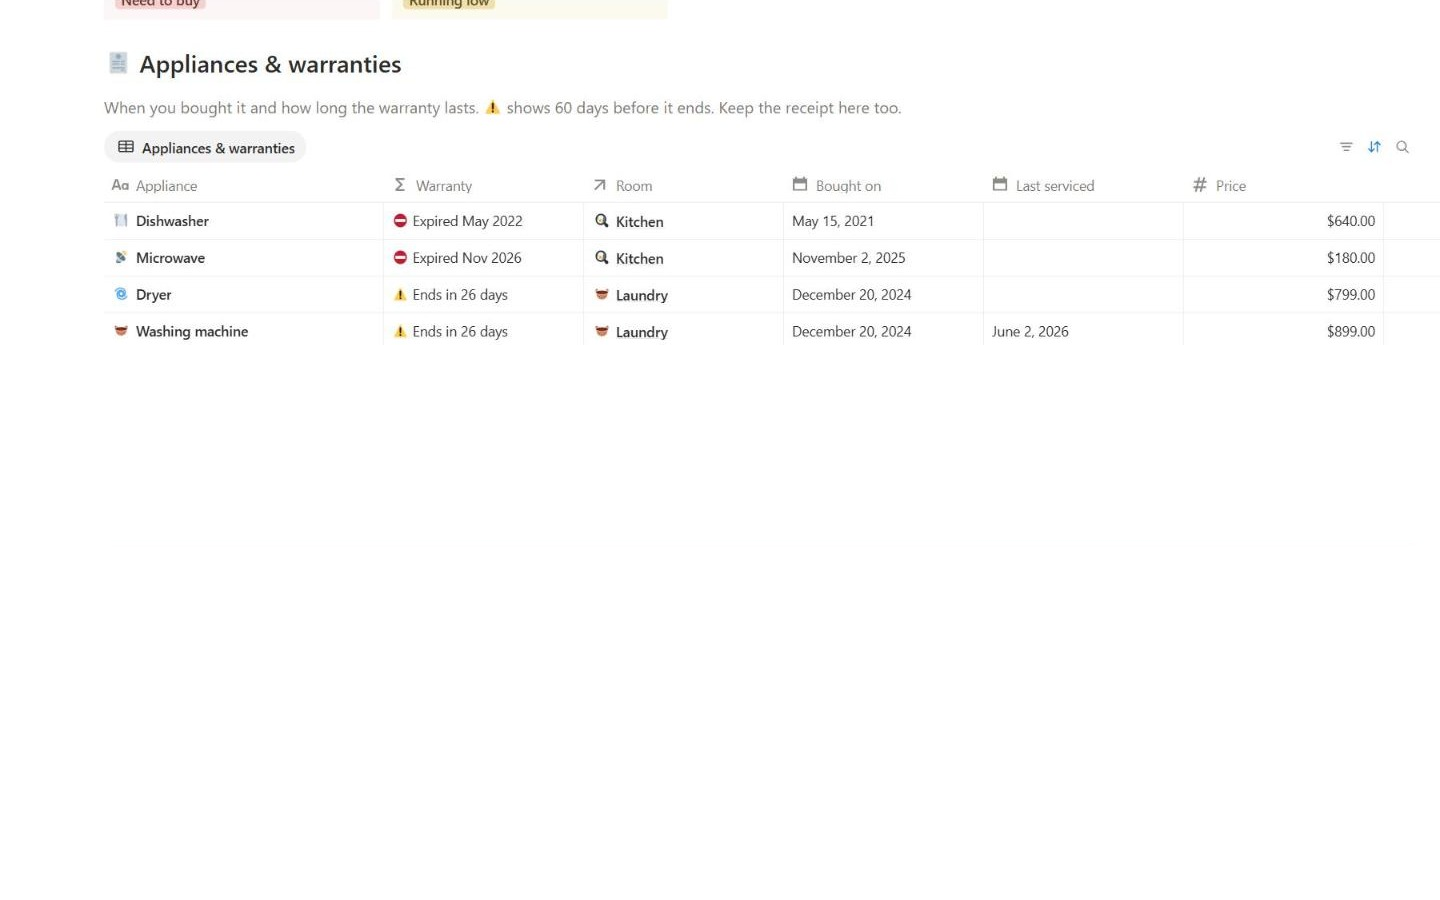 Need to buy
Running low
Appliances & warranties
When you bought it and how long the warranty lasts. ⚠️ shows 60 days before it ends. Keep the receipt here too.
Appliances & warranties
Aa Appliance Σ Warranty Room Bought on Last serviced # Price
Dishwasher Expired May 2022 Kitchen May 15, 2021 $640.00
Microwave Expired Nov 2026 Kitchen November 2, 2025 $180.00
Dryer Ends in 26 days Laundry December 20, 2024 $799.00
Washing machine Ends in 26 days Laundry December 20, 2024 June 2, 2026 $899.00